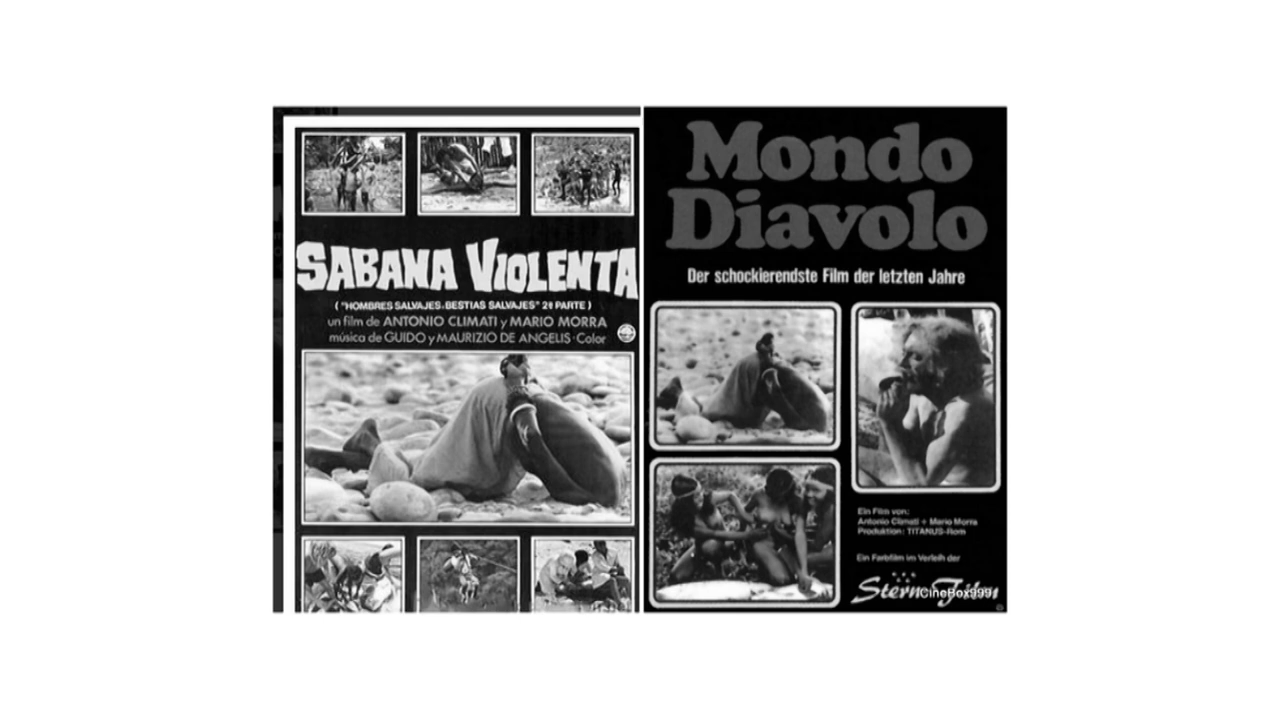 SABANA VIOLENTA
( "HOMBRES SALVAJES.BESTIAS SALVAJES" 2ª PARTE )
un film de ANTONIO CLIMATI y MARIO MORRA
música de GUIDO y MAURIZIO DE ANGELIS·Color
Mondo
Diavolo
Der schockierendste Film der letzten Jahre
Ein Film von:
Antonio Climati + Mario Morra
Produktion: TITANUS-Rom
Ein Farbfilm im Verleih der
Stern
CineBox999